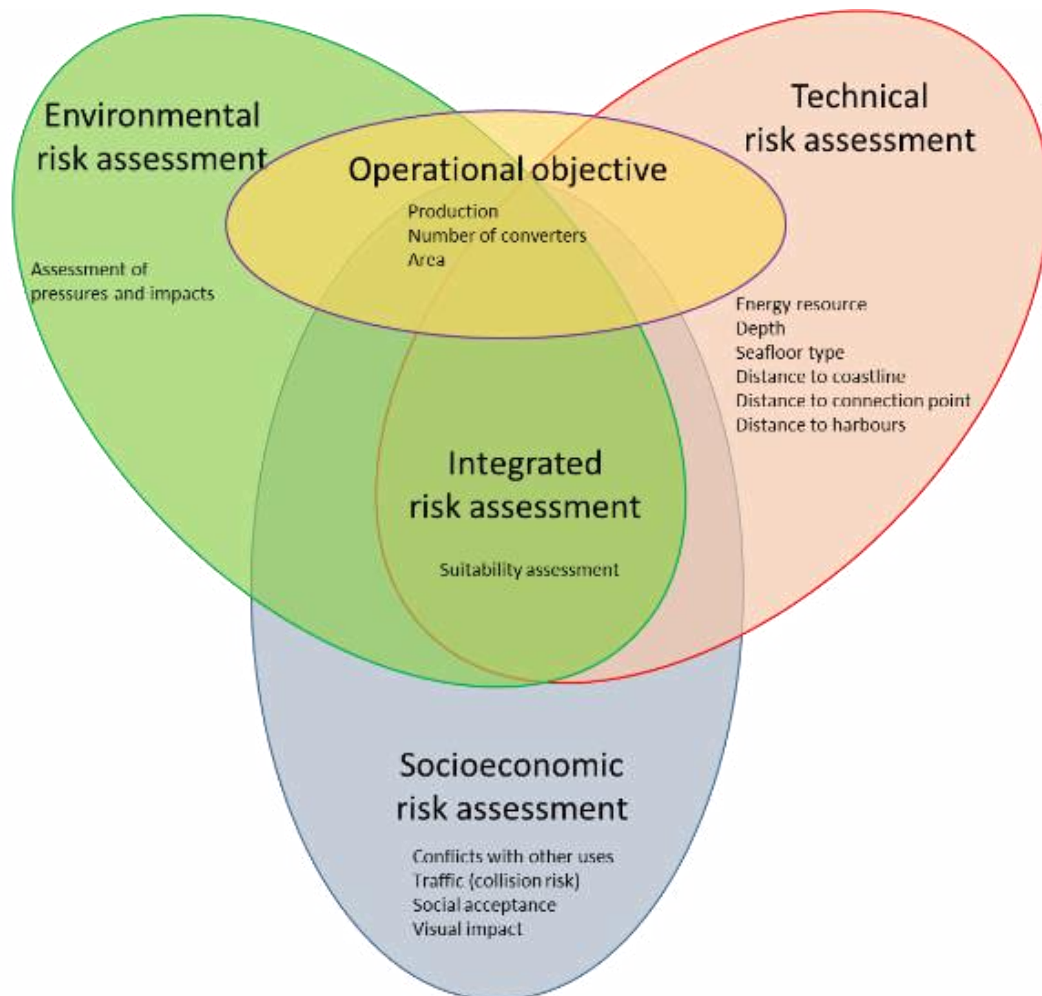 Environmental
risk assessment
Assessment of
pressures and impacts
Operational objective
Production
Number of converters
Area
Technical
risk assessment
Energy resource
Depth
Seafloor type
Distance to coastline
Distance to connection point
Distance to harbours
Integrated
risk assessment
Suitability assessment
Socioeconomic
risk assessment
Conflicts with other uses
Traffic (collision risk)
Social acceptance
Visual impact